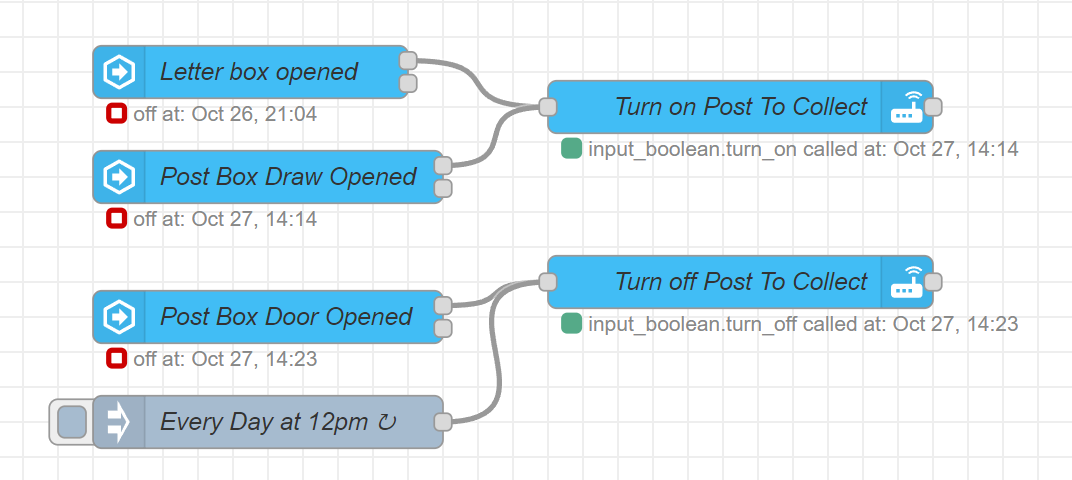 Letter box opened
off at: Oct 26, 21:04
Turn on Post To Collect
input_boolean.turn_on called at: Oct 27, 14:14
Post Box Draw Opened
off at: Oct 27, 14:14
Turn off Post To Collect
input_boolean.turn_off called at: Oct 27, 14:23
Post Box Door Opened
off at: Oct 27, 14:23
Every Day at 12pm ↻